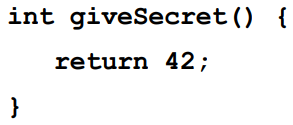 int giveSecret() {
   return 42;
}